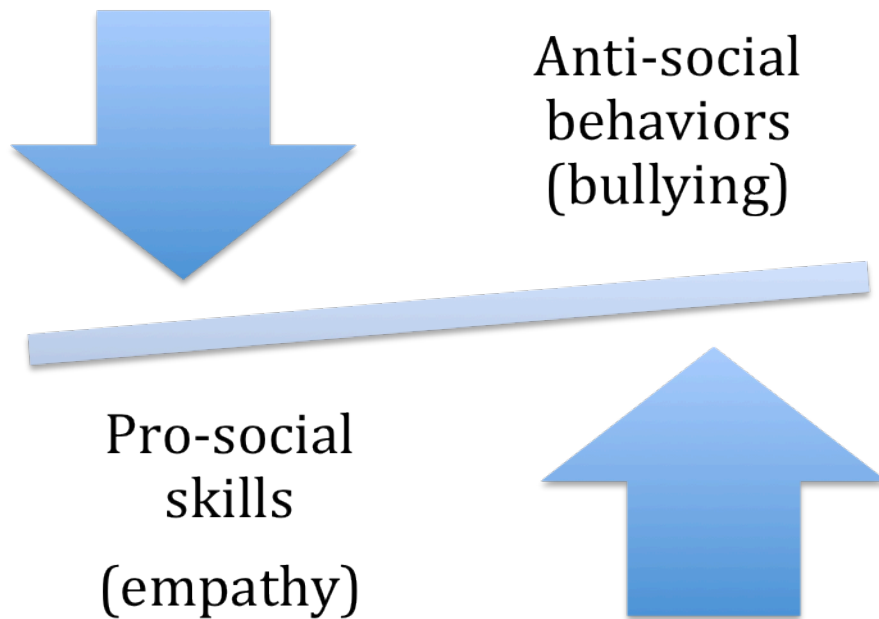 Anti-social
behaviors
(bullying)
Pro-social
skills
(empathy)